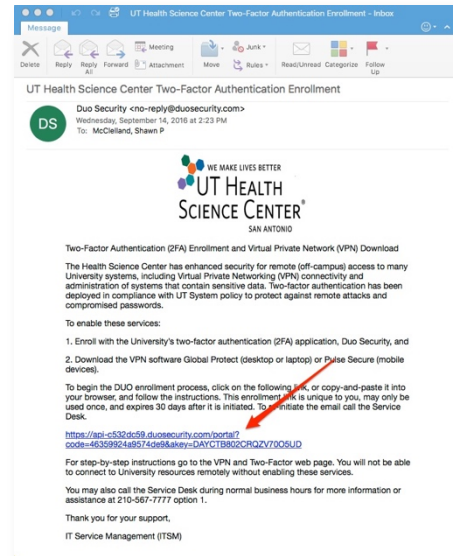 UT Health Science Center Two-Factor Authentication Enrollment - Inbox
Message
Meeting
Junk
Delete
Reply
Reply All
Forward
Attachment
Move
Rules
Read/Unread
Categorize
Follow Up
UT Health Science Center Two-Factor Authentication Enrollment
DS
Duo Security <no-reply@duosecurity.com>
Wednesday, September 14, 2016 at 2:23 PM
To: McClelland, Shawn P
WE MAKE LIVES BETTER
UT HEALTH
SCIENCE CENTER®
SAN ANTONIO
Two-Factor Authentication (2FA) Enrollment and Virtual Private Network (VPN) Download
The Health Science Center has enhanced security for remote (off-campus) access to many
University systems, including Virtual Private Networking (VPN) connectivity and
administration of systems that contain sensitive data. Two-factor authentication has been
deployed in compliance with UT System policy to protect against remote attacks and
compromised passwords.
To enable these services:
1. Enroll with the University's two-factor authentication (2FA) application, Duo Security, and
2. Download the VPN software Global Protect (desktop or laptop) or Pulse Secure (mobile
devices).
To begin the DUO enrollment process, click on the following link, or copy-and-paste it into
your browser, and follow the instructions. This enrollment link is unique to you, may only be
used once, and expires 30 days after it is initiated. To re-initiate the email call the Service
Desk.
https://api-c532dc59.duosecurity.com/portal?
code=46359924a9574de9&akey=DAYCTB802CRQZV70O5UD
For step-by-step instructions go to the VPN and Two-Factor web page. You will not be able
to connect to University resources remotely without enabling these services.
You may also call the Service Desk during normal business hours for more information or
assistance at 210-567-7777 option 1.
Thank you for your support,
IT Service Management (ITSM)